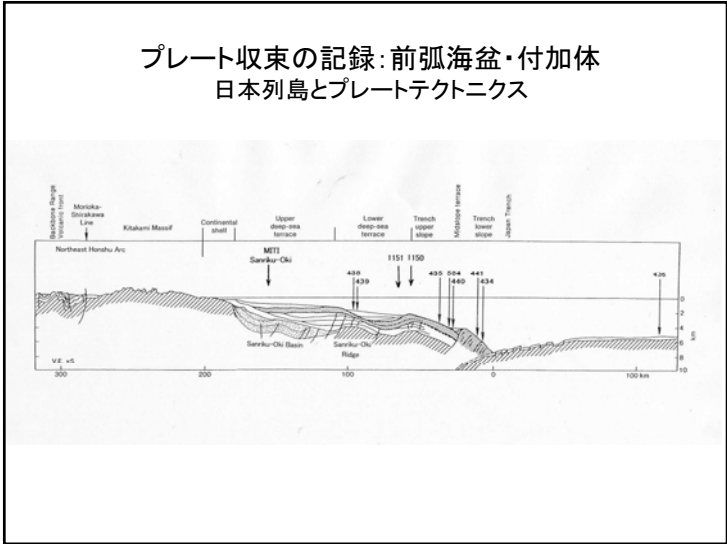 プレート収束の記録:前弧海盆・付加体
日本列島とプレートテクトニクス
Backbone Range
Volcanic front
Morioka-
Shirakawa
Line
Kitakami Massif
Continental
shelf
Upper
deep-sea
terrace
Lower
deep-sea
terrace
Trench
upper
slope
Midslope terrace
Trench
lower
slope
Japan Trench
Northeast Honshu Arc
MITI
Sanriku-Oki
1151 1150
438
439
435
584
440
441
434
436
Sanriku-Oki Basin
Sanriku-Oki
Ridge
V.E. x5
0
2
4
6
8
10
km
300
200
100
0
100 km